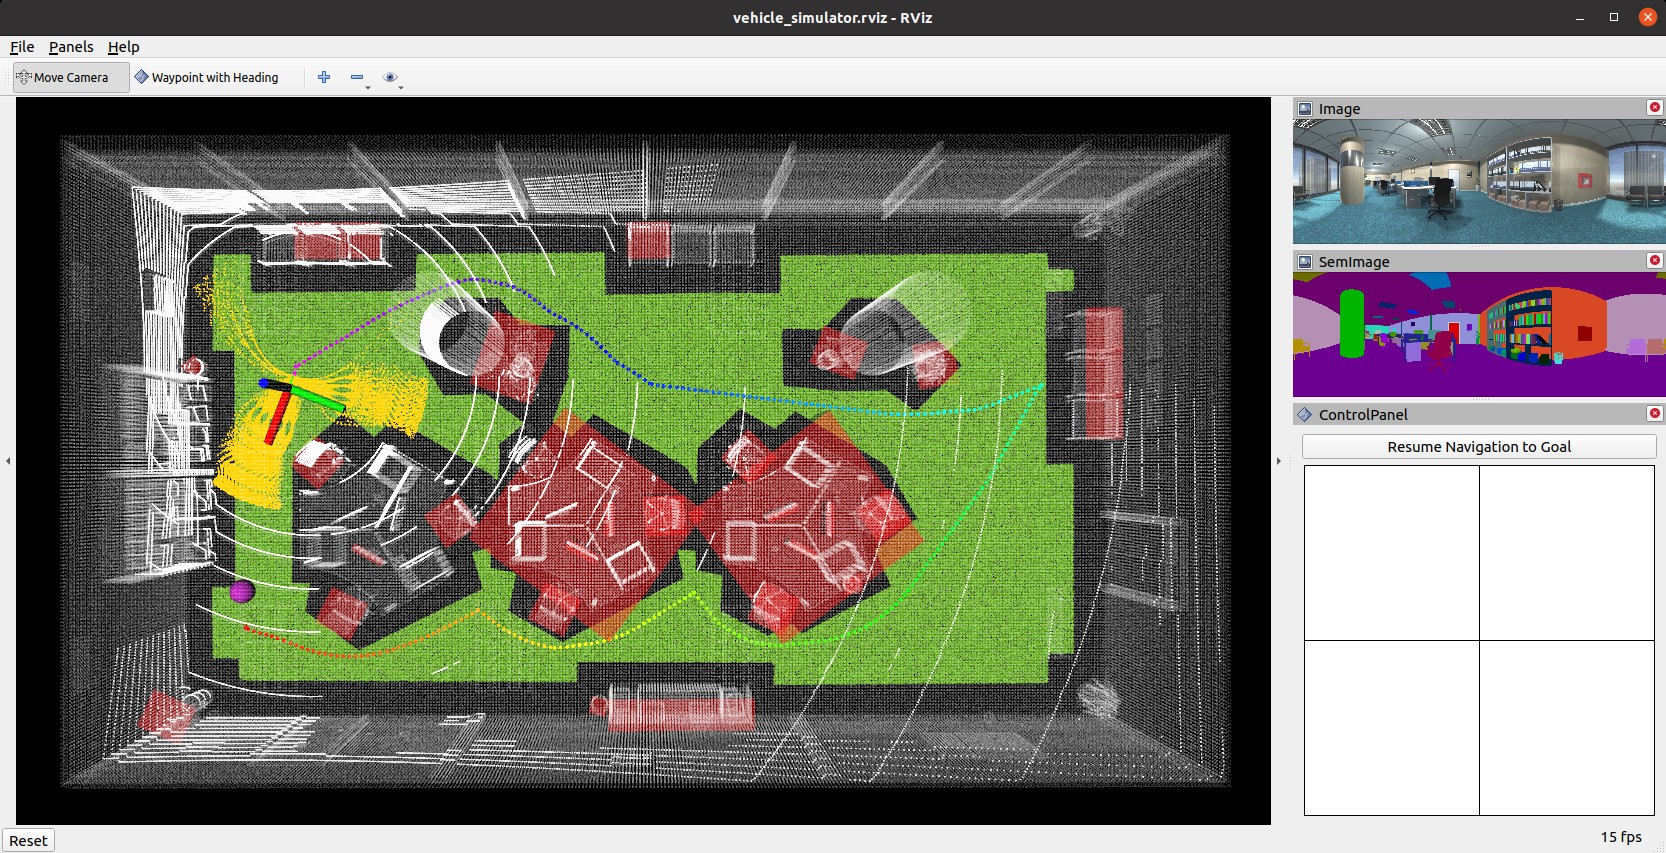 vehicle_simulator.rviz - RViz
File Panels Help
Move Camera Waypoint with Heading
Image
SemImage
ControlPanel
Resume Navigation to Goal
Reset
15 fps